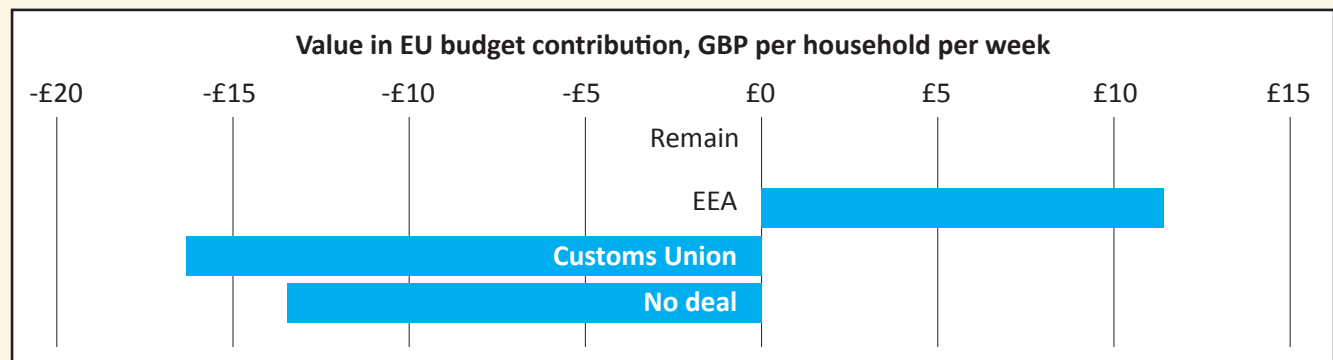 Value in EU budget contribution, GBP per household per week
-£20 -£15 -£10 -£5 £0 £5 £10 £15
Remain
EEA
Customs Union
No deal